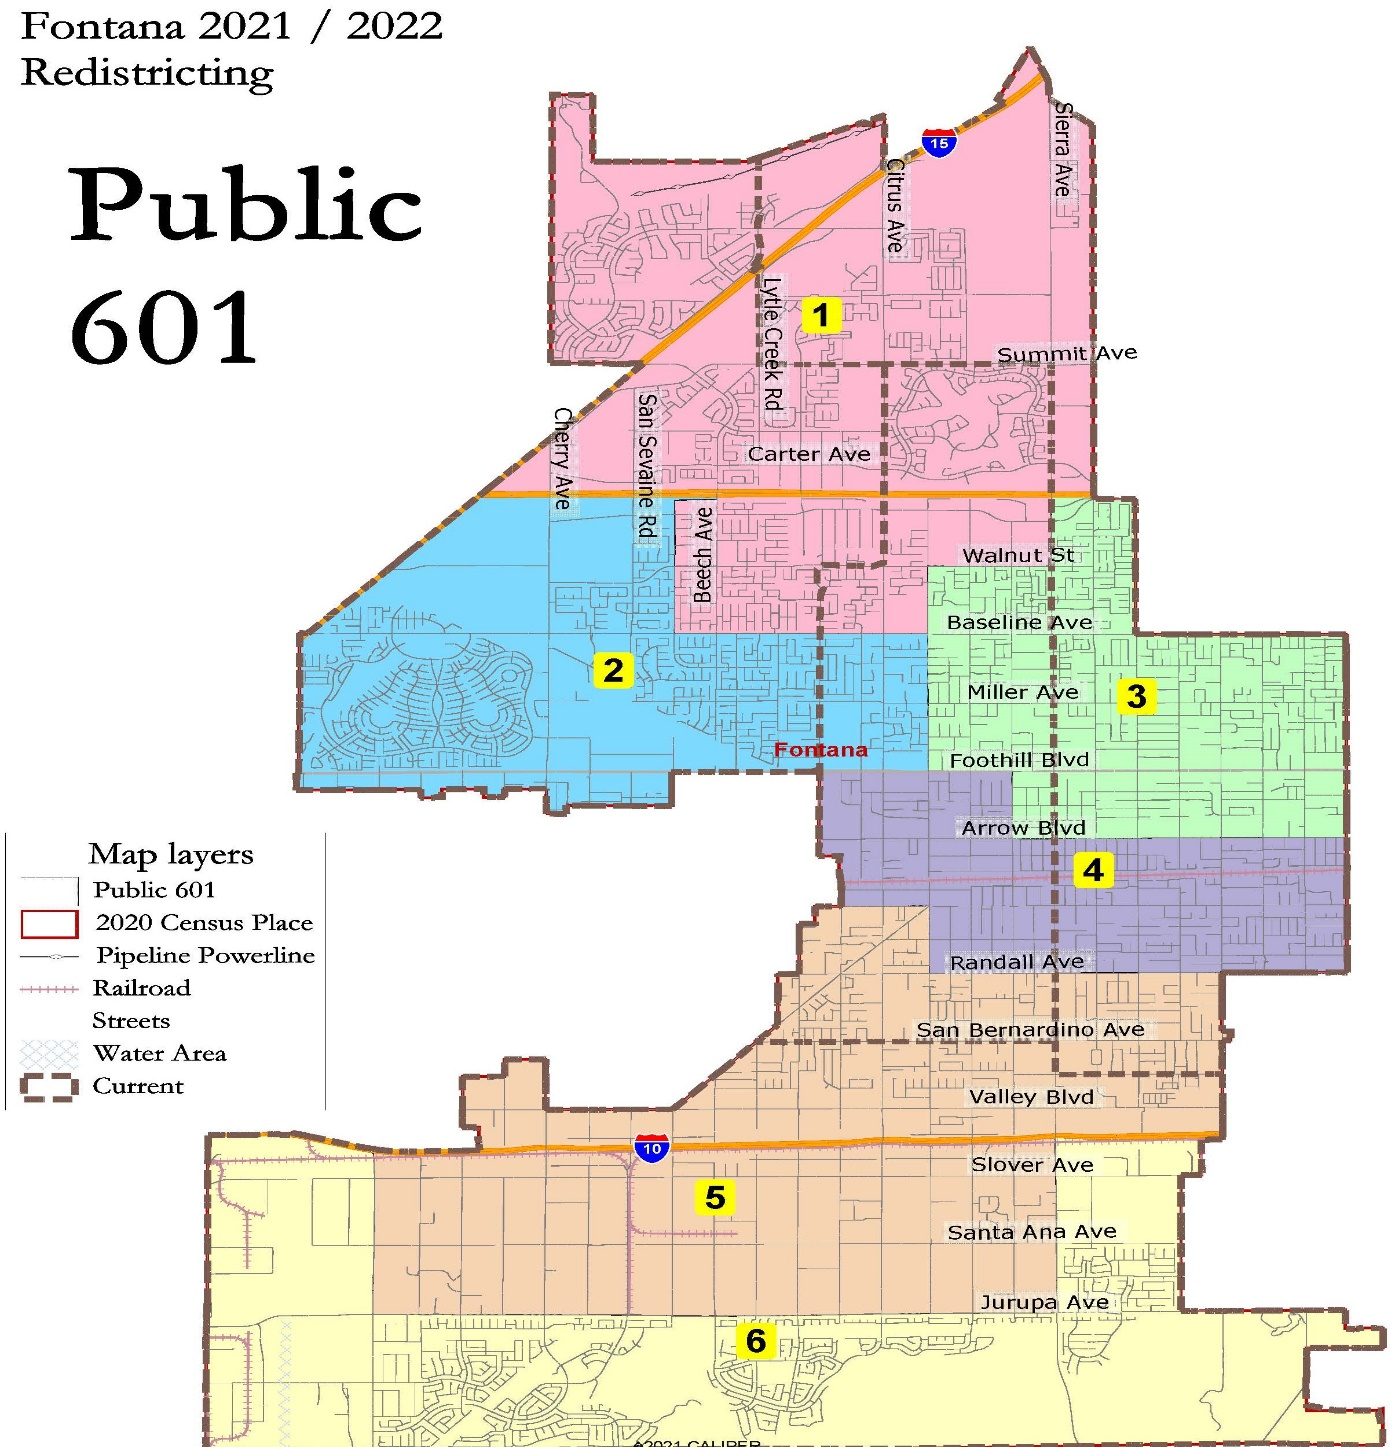 Fontana 2021 / 2022
Redistricting
Public
601
15
Sierra Ave
Citrus Ave
Lytle Creek Rd
1
Summit Ave
Cherry Ave
San Sevaine Rd
Carter Ave
Beech Ave
Walnut St
Baseline Ave
2
Miller Ave
3
Fontana
Foothill Blvd
Arrow Blvd
4
Map layers
Public 601
2020 Census Place
Pipeline Powerline
Railroad
Streets
Water Area
Current
Randall Ave
San Bernardino Ave
Valley Blvd
10
Slover Ave
5
Santa Ana Ave
Jurupa Ave
6
©2021 CALIPER